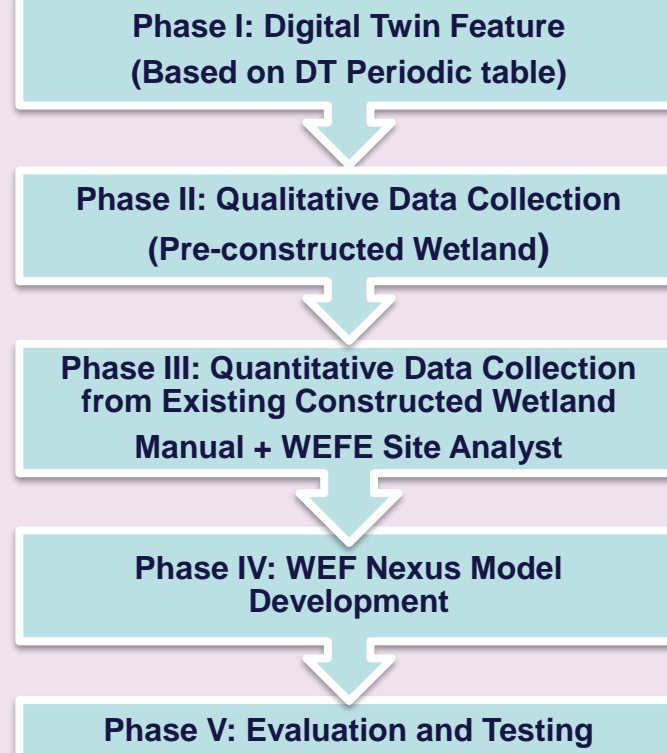 Phase I: Digital Twin Feature
(Based on DT Periodic table)
Phase II: Qualitative Data Collection
(Pre-constructed Wetland)
Phase III: Quantitative Data Collection
from Existing Constructed Wetland
Manual + WEFE Site Analyst
Phase IV: WEF Nexus Model
Development
Phase V: Evaluation and Testing